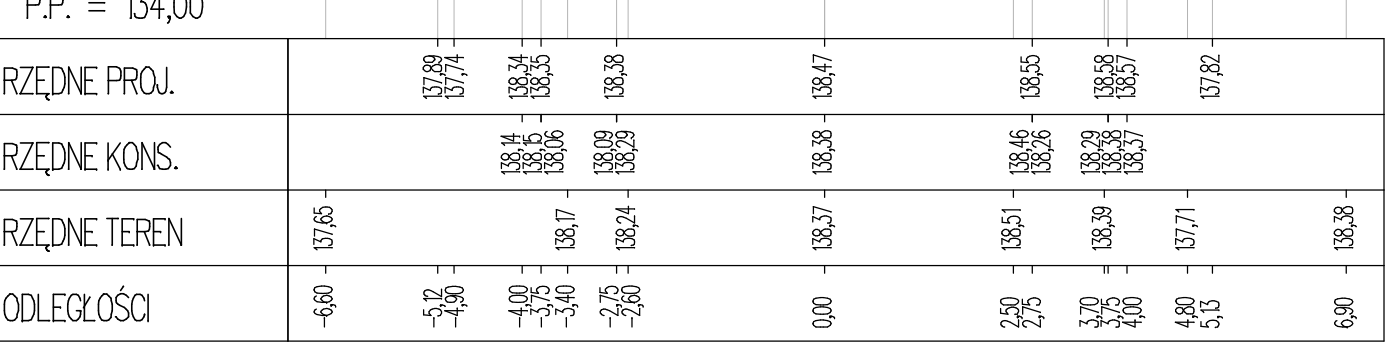 P.P. = 134,00
RZĘDNE PROJ. 137,89 137,74 138,34 138,35 138,38 138,47 138,55 138,58 138,57 137,82
RZĘDNE KONS. 138,14 138,15 138,06 138,09 138,29 138,38 138,46 138,26 138,29 138,38 138,37
RZĘDNE TEREN 137,65 138,17 138,24 138,37 138,51 138,39 137,71 138,38
ODLEGŁOŚCI -6,60 -5,12 -4,90 -4,00 -3,75 -3,40 -2,75 -2,60 0,00 2,50 2,75 3,70 3,75 4,00 4,80 5,13 6,90